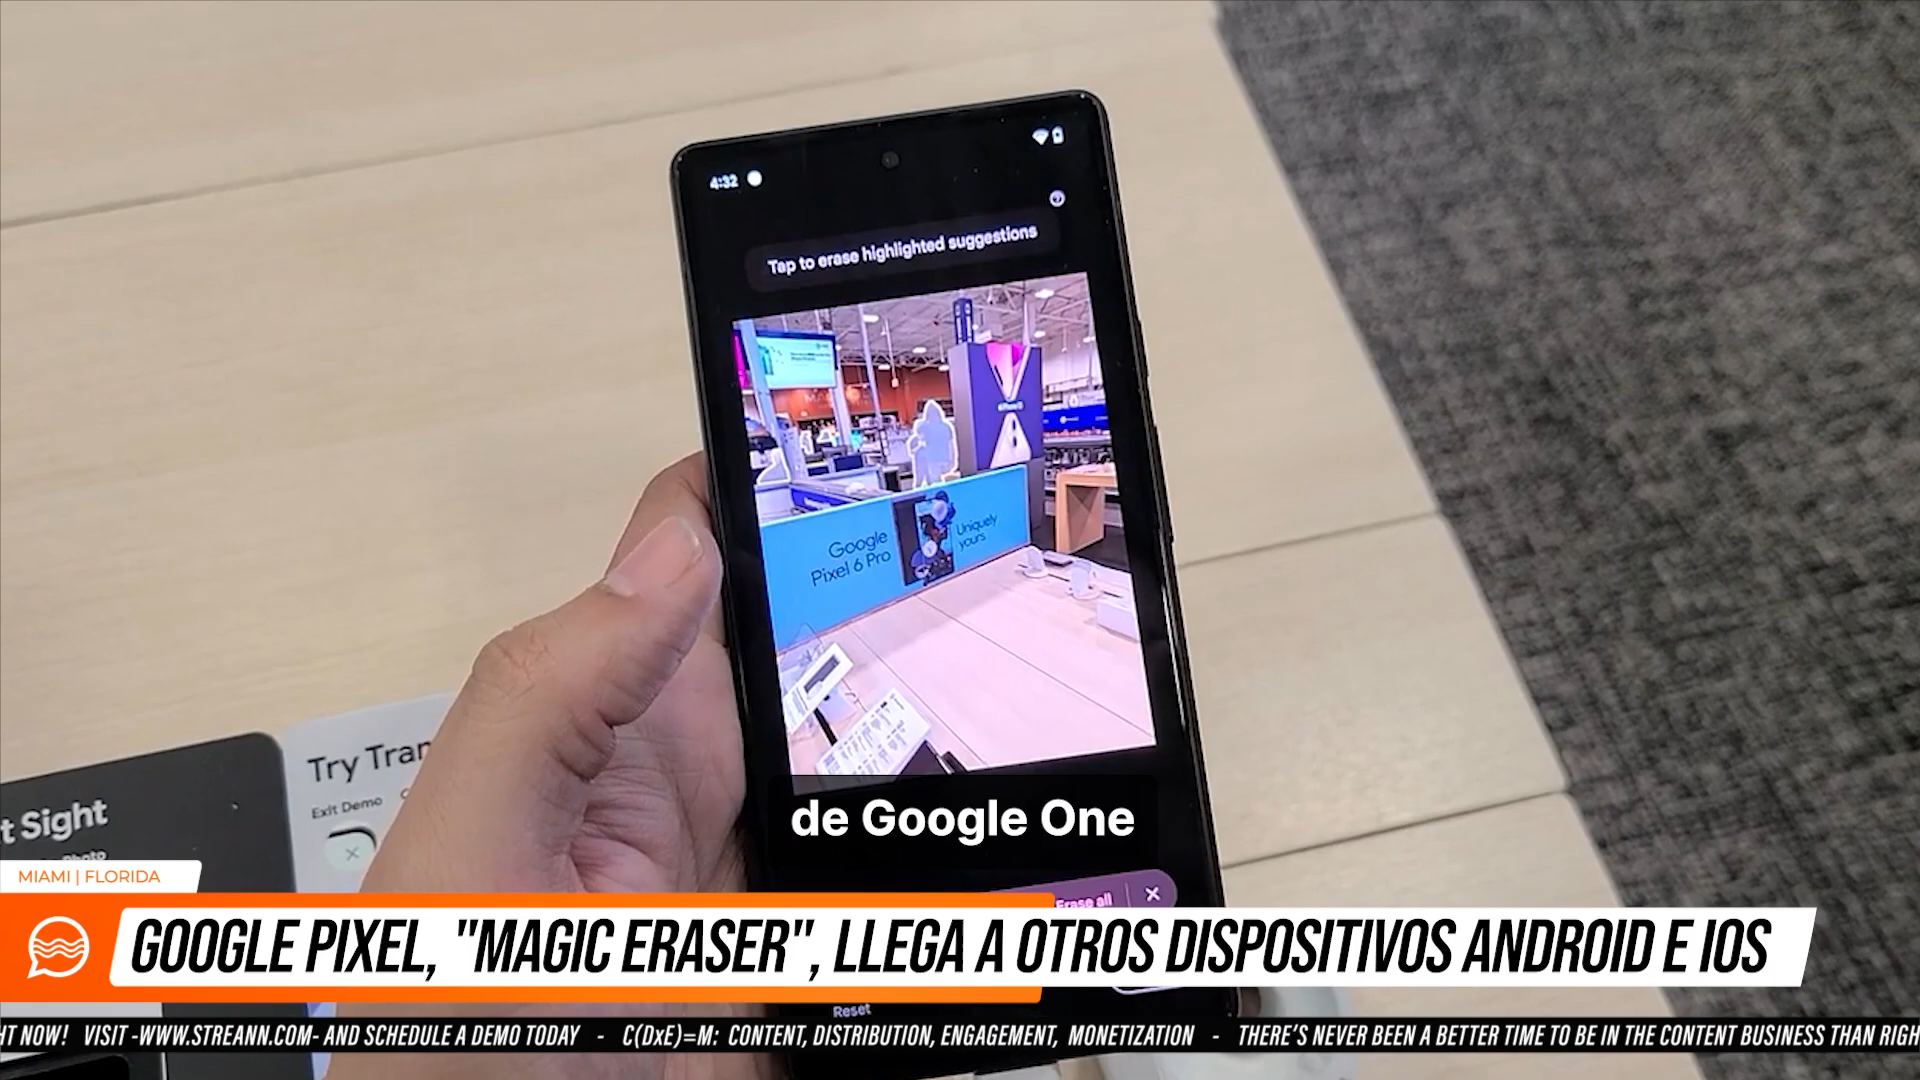 4:32
Tap to erase highlighted suggestions
Google
Pixel 6 Pro
Uniquely
yours
Try Tran
Exit Demo
t Sight
Photo
de Google One
Erase all
MIAMI | FLORIDA
GOOGLE PIXEL, "MAGIC ERASER", LLEGA A OTROS DISPOSITIVOS ANDROID E IOS
Reset
HT NOW! VISIT -WWW.STREANN.COM- AND SCHEDULE A DEMO TODAY - C(DxE)=M: CONTENT, DISTRIBUTION, ENGAGEMENT, MONETIZATION - THERE'S NEVER BEEN A BETTER TIME TO BE IN THE CONTENT BUSINESS THAN RIGH